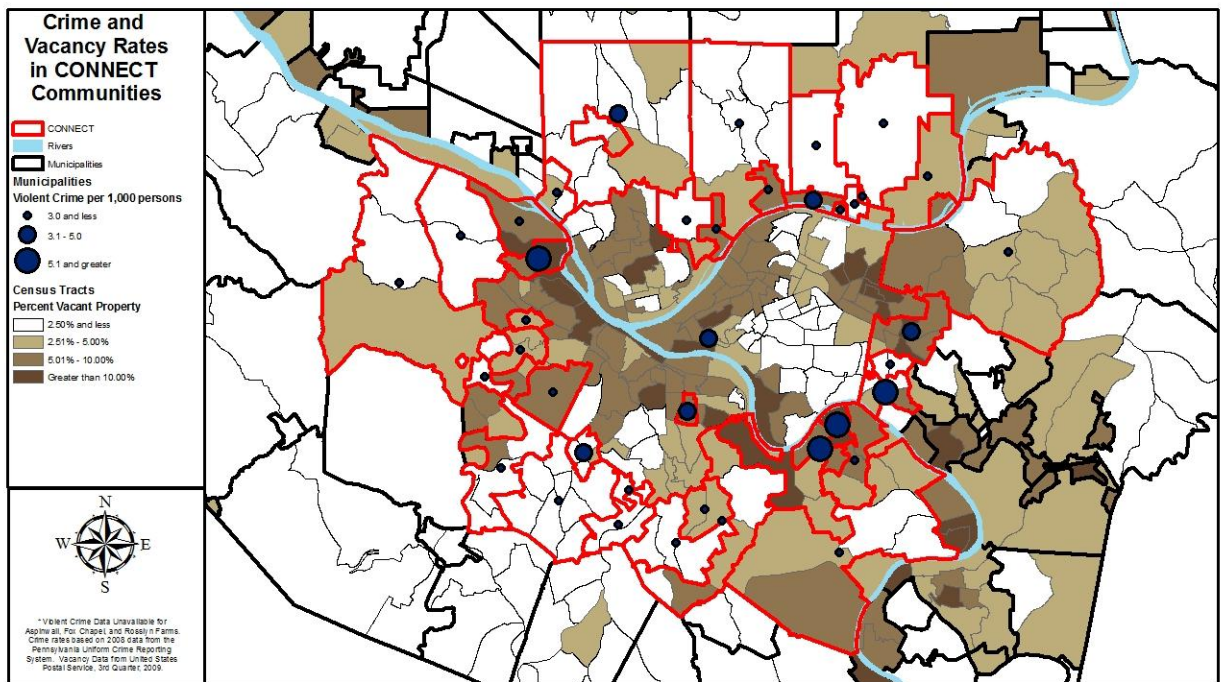 Crime and
Vacancy Rates
in CONNECT
Communities
CONNECT
Rivers
Municipalities
Municipalities
Violent Crime per 1,000 persons
3.0 and less
3.1 - 5.0
5.1 and greater
Census Tracts
Percent Vacant Property
2.50% and less
2.51% - 5.00%
5.01% - 10.00%
Greater than 10.00%
N
W E
S
* Violent Crime Data Unavailable for
Aspinwall, Fox Chapel, and Rosslyn Farms.
Crime rates based on 2008 data from the
Pennsylvania Uniform Crime Reporting
System. Vacancy Data from United States
Postal Service, 3rd Quarter, 2009.